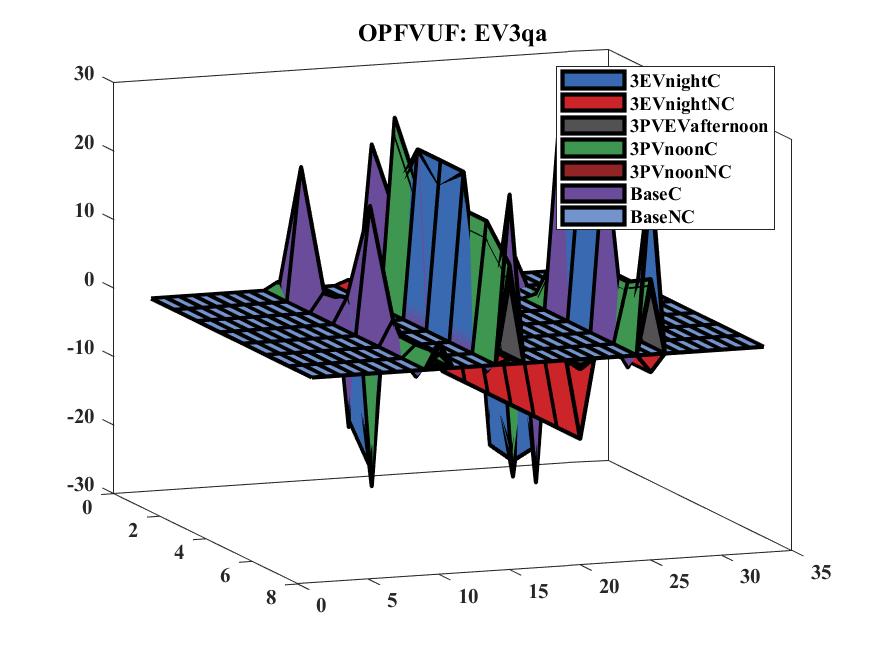 OPFVUF: EV3qa
3EVnightC
3EVnightNC
3PVEVafternoon
3PVnoonC
3PVnoonNC
BaseC
BaseNC
30
20
10
0
-10
-20
-30
0
2
4
6
8
0
5
10
15
20
25
30
35